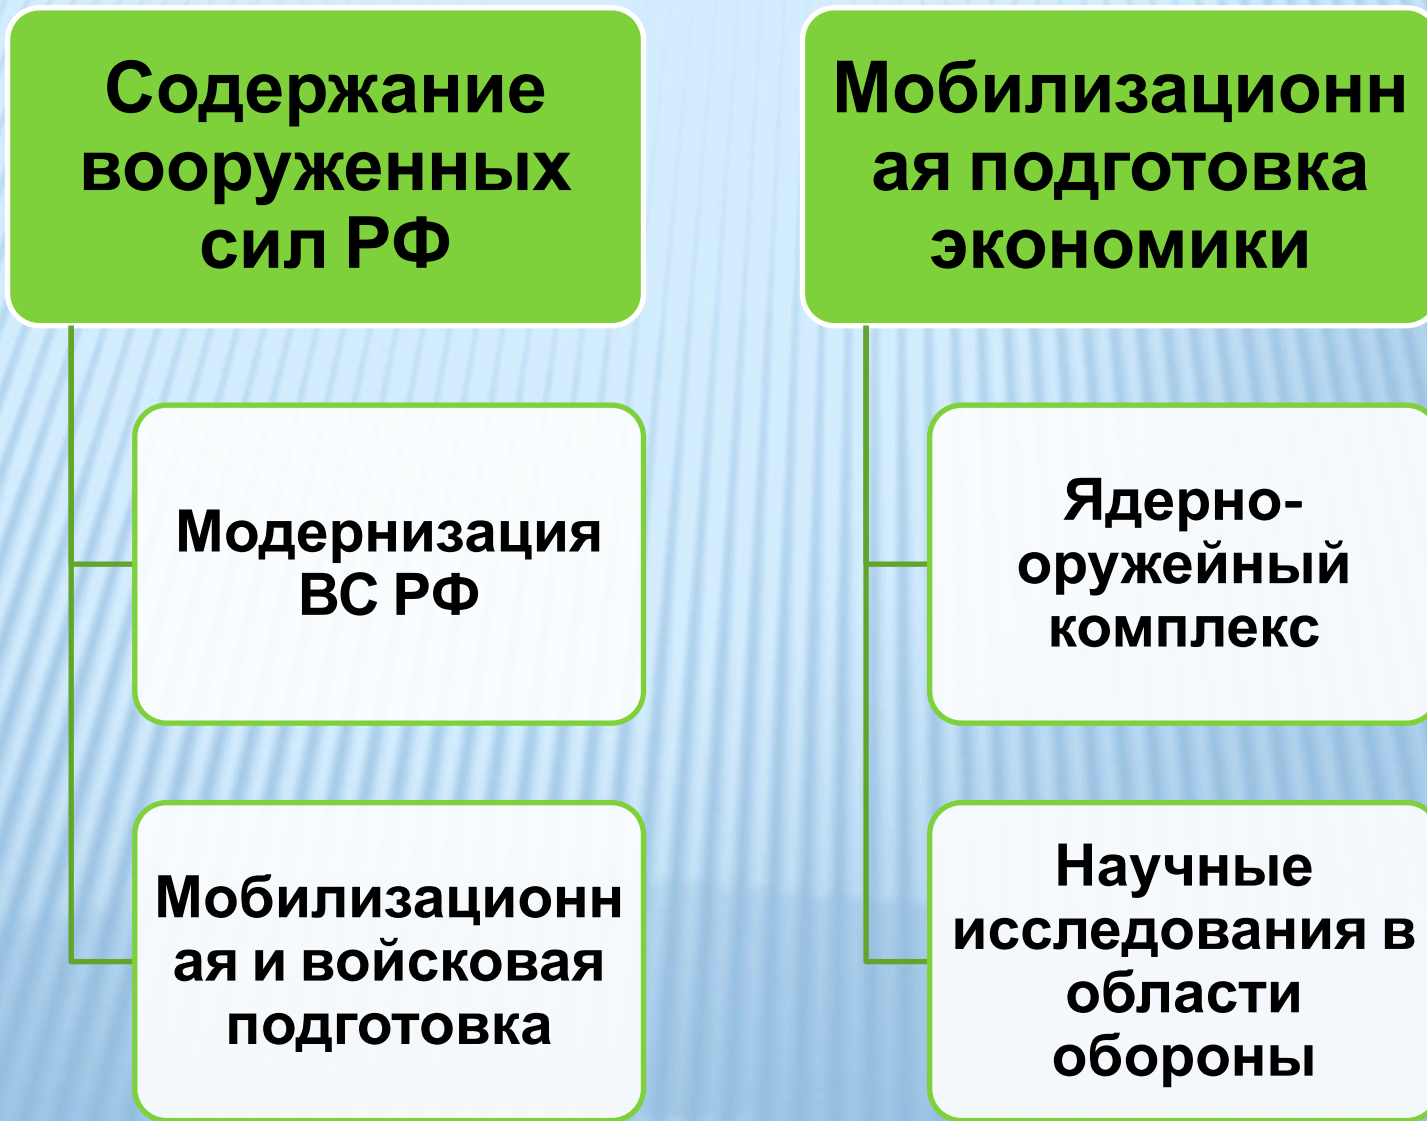 Содержание
вооруженных
сил РФ
Модернизация
ВС РФ
Мобилизационн
ая и войсковая
подготовка
Мобилизационн
ая подготовка
экономики
Ядерно-
оружейный
комплекс
Научные
исследования в
области
обороны